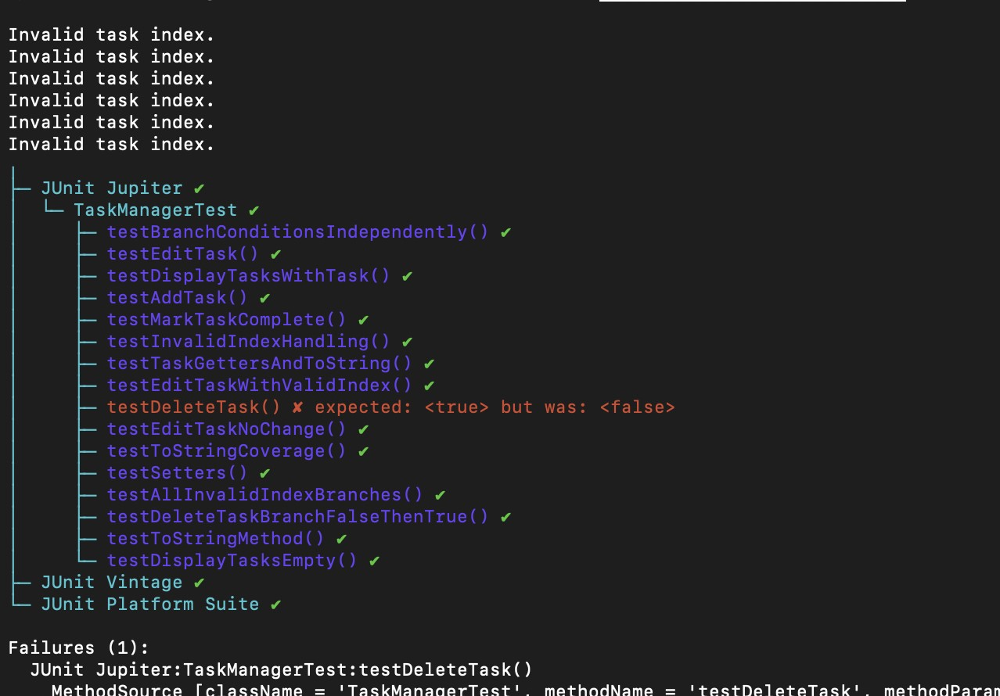 Invalid task index.
Invalid task index.
Invalid task index.
Invalid task index.
Invalid task index.
Invalid task index.
JUnit Jupiter ✔
TaskManagerTest ✔
testBranchConditionsIndependently() ✔
testEditTask() ✔
testDisplayTasksWithTask() ✔
testAddTask() ✔
testMarkTaskComplete() ✔
testInvalidIndexHandling() ✔
testTaskGettersAndToString() ✔
testEditTaskWithValidIndex() ✔
testDeleteTask() ✘ expected: <true> but was: <false>
testEditTaskNoChange() ✔
testToStringCoverage() ✔
testSetters() ✔
testAllInvalidIndexBranches() ✔
testDeleteTaskBranchFalseThenTrue() ✔
testToStringMethod() ✔
testDisplayTasksEmpty() ✔
JUnit Vintage ✔
JUnit Platform Suite ✔
Failures (1):
JUnit Jupiter:TaskManagerTest:testDeleteTask()
MethodSource [className = 'TaskManagerTest', methodName = 'testDeleteTask', methodParam